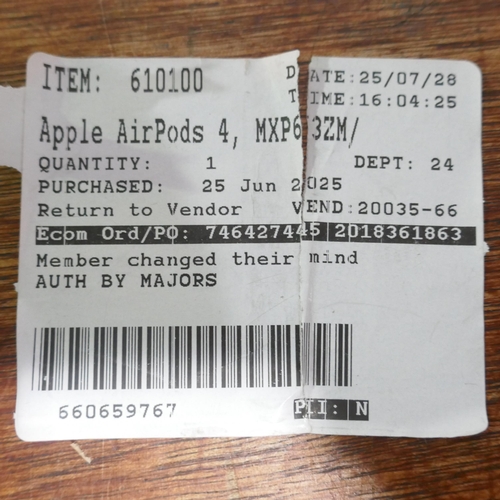 ITEM: 610100 DATE:25/07/28
TIME:16:04:25
Apple AirPods 4, MXP63ZM/
QUANTITY: 1 DEPT: 24
PURCHASED: 25 Jun 2025
Return to Vendor VEND:20035-66
Ecom Ord/PO: 746427445 2018361863
Member changed their mind
AUTH BY MAJORS
660659767
PII: N